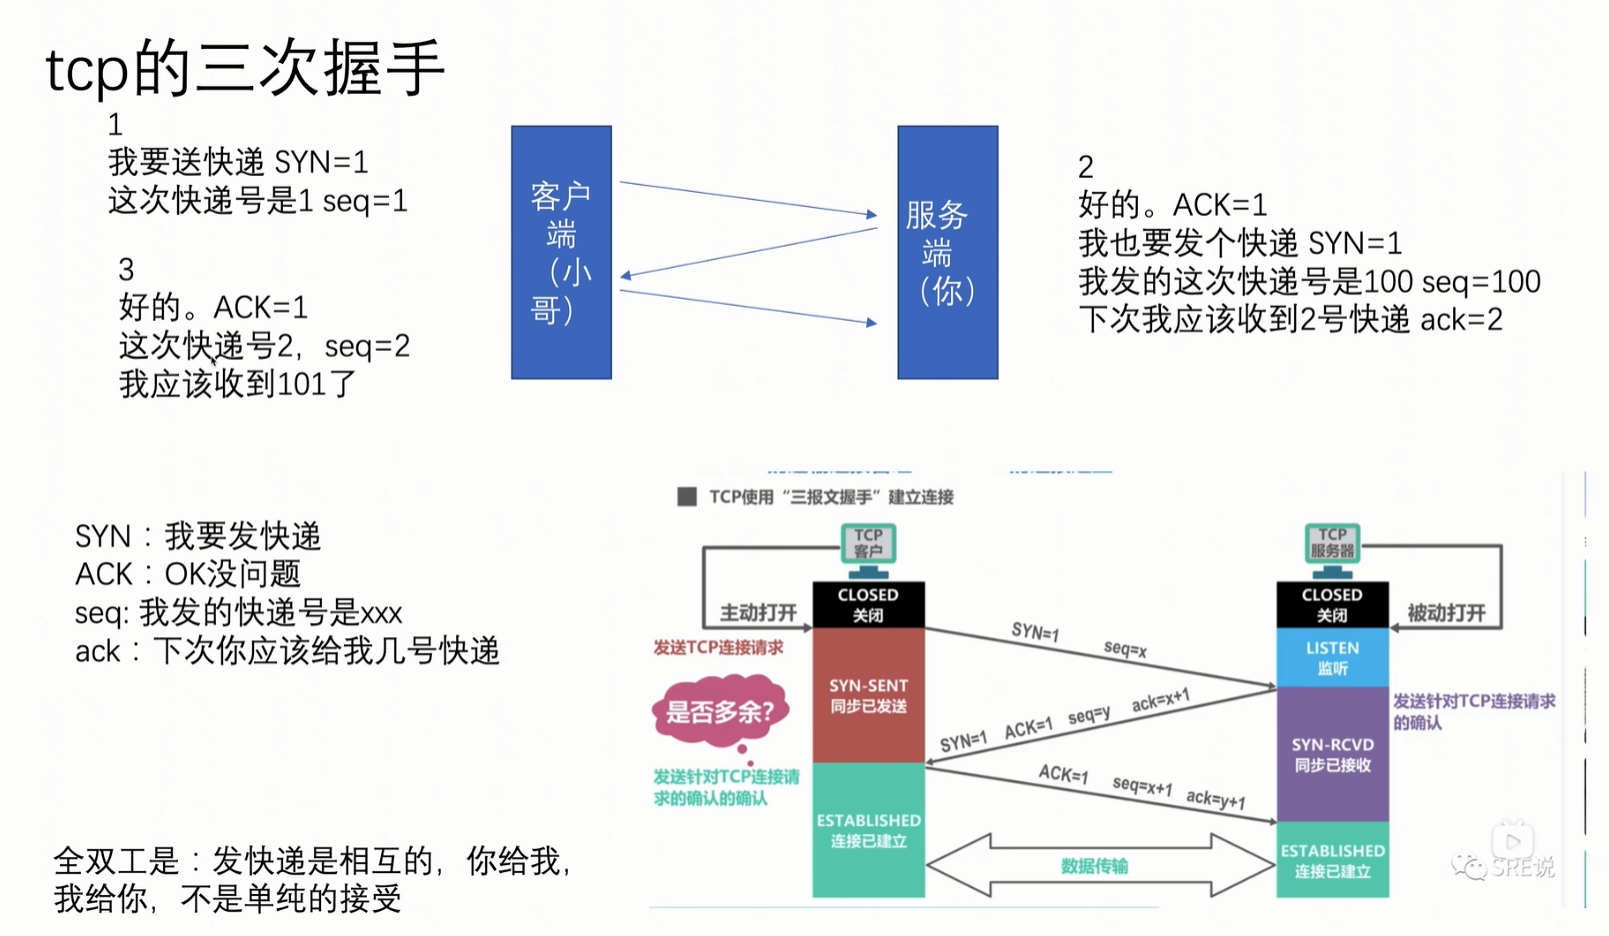 tcp的三次握手
1
我要送快递 SYN=1
这次快递号是1 seq=1
3
好的。ACK=1
这次快递号2，seq=2
我应该收到101了
客户
端
（小
哥）
服务
端
（你）
2
好的。ACK=1
我也要发个快递 SYN=1
我发的这次快递号是100 seq=100
下次我应该收到2号快递 ack=2
SYN：我要发快递
ACK：OK没问题
seq: 我发的快递号是xxx
ack：下次你应该给我几号快递
全双工是：发快递是相互的，你给我，
我给你，不是单纯的接受
TCP使用“三报文握手”建立连接
TCP
客户
TCP
服务器
主动打开
CLOSED
关闭
CLOSED
关闭
被动打开
发送TCP连接请求
SYN=1 seq=x
LISTEN
监听
SYN-SENT
同步已发送
是否多余?
SYN=1 ACK=1 seq=y ack=x+1
发送针对TCP连接请求
的确认
SYN-RCVD
同步已接收
发送针对TCP连接请
求的确认的确认
ACK=1 seq=x+1 ack=y+1
ESTABLISHED
连接已建立
数据传输
ESTABLISHED
连接已建立
SRE说